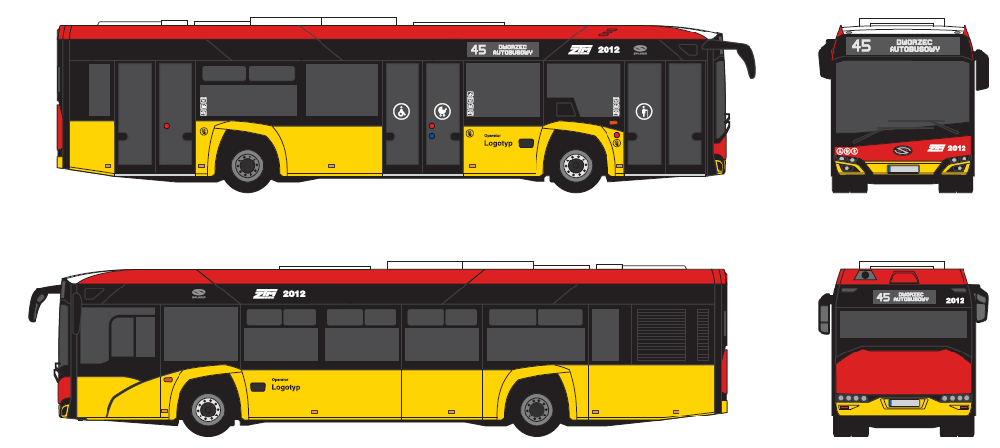 45 DWORZEC
AUTOBUSOWY
ZTM 2012
Operator
Logotyp
45 DWORZEC
AUTOBUSOWY
ZTM 2012
ZTM 2012
Operator
Logotyp
45 DWORZEC
AUTOBUSOWY
2012